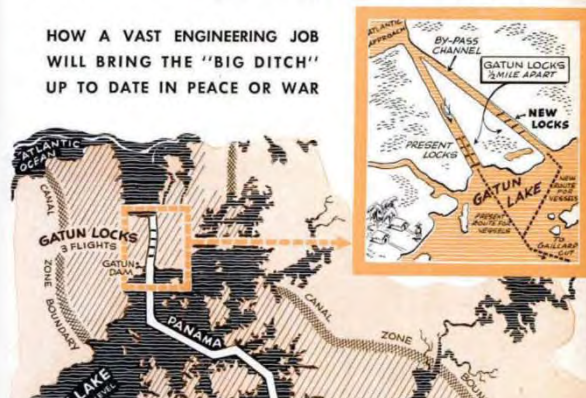 HOW A VAST ENGINEERING JOB
WILL BRING THE "BIG DITCH"
UP TO DATE IN PEACE OR WAR
ATLANTIC
APPROACH
BY-PASS
CHANNEL
GATUN LOCKS
½ MILE APART
NEW
LOCKS
PRESENT
LOCKS
GATUN
LAKE
NEW
ROUTE
FOR
VESSELS
PRESENT
ROUTE FOR
VESSELS
TO
GAILLARD
CUT
ATLANTIC
OCEAN
CANAL
ZONE
BOUNDARY
GATUN LOCKS
3 FLIGHTS
GATUN
DAM
PANAMA
CANAL
ZONE
LAKE